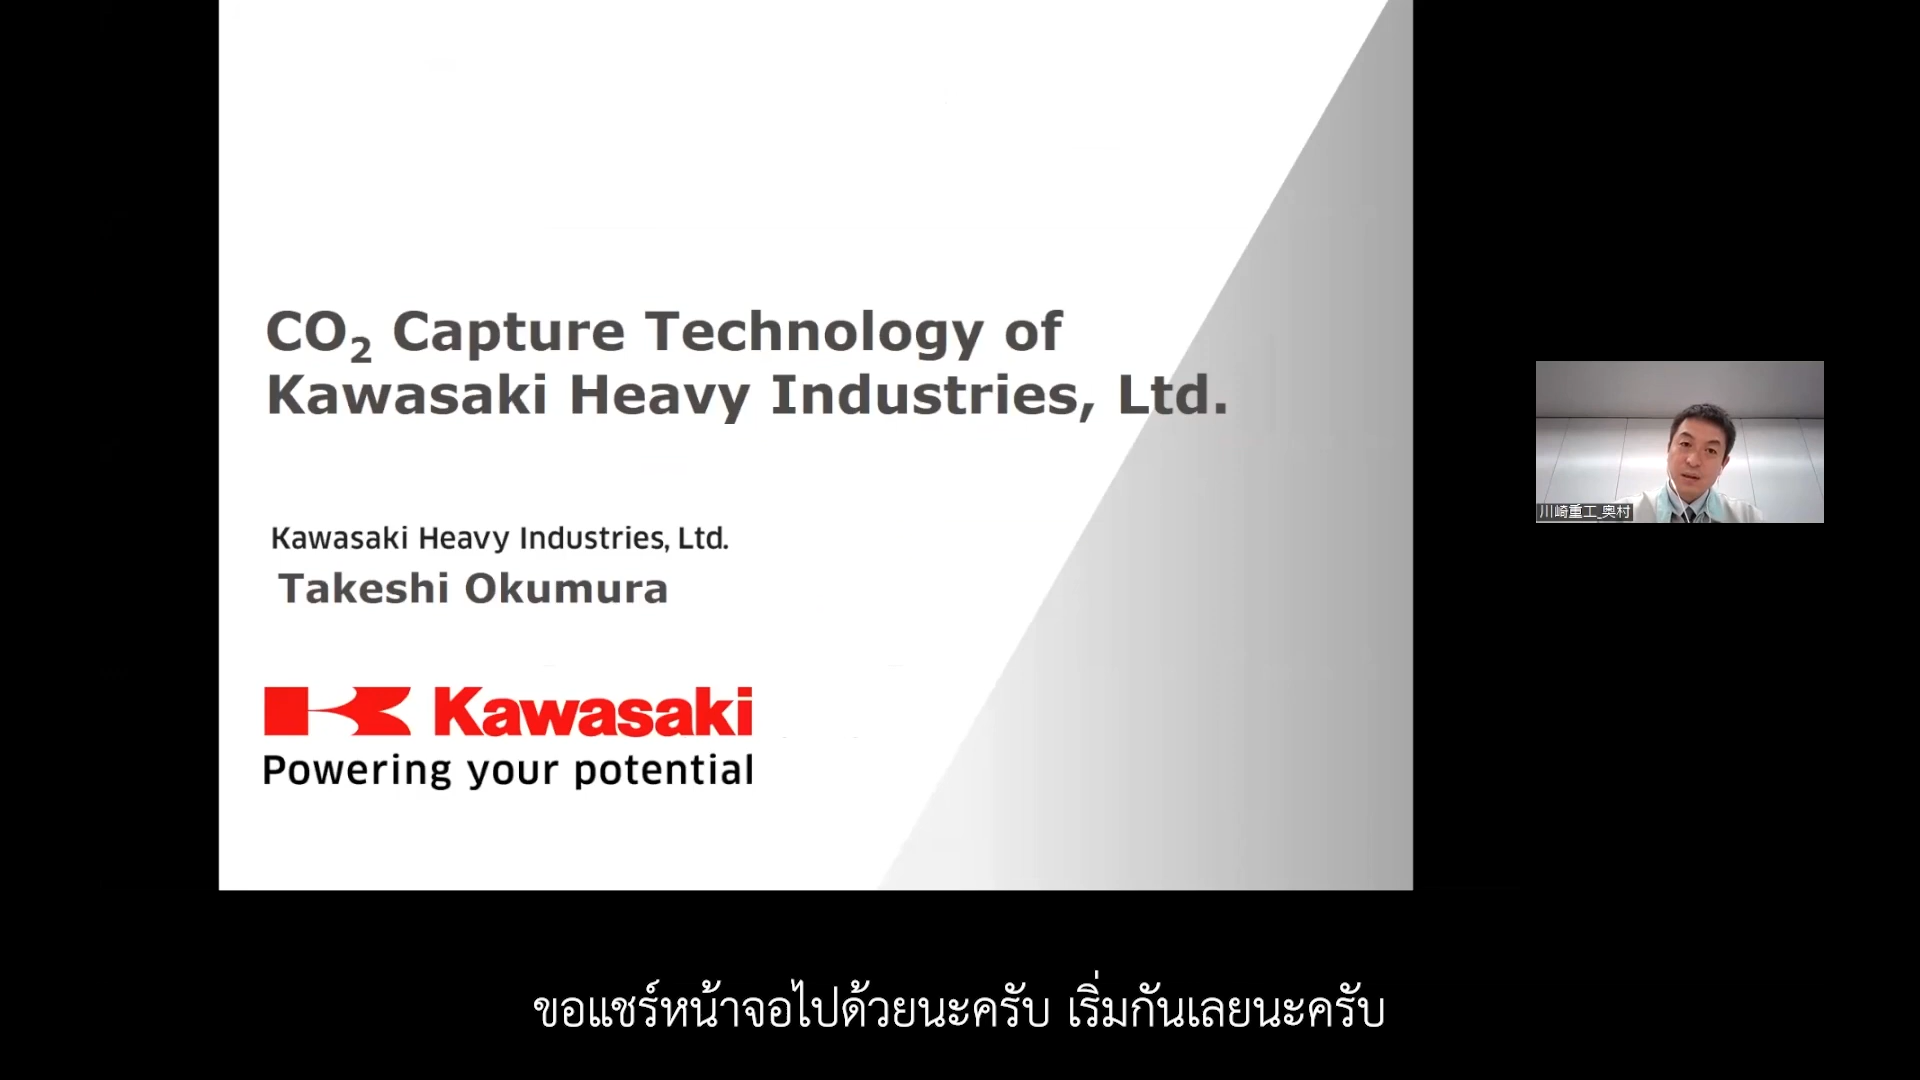 CO₂ Capture Technology of
Kawasaki Heavy Industries, Ltd.
Kawasaki Heavy Industries, Ltd.
Takeshi Okumura
Kawasaki
Powering your potential
川崎重工_奥村
ขอแชร์หน้าจอไปด้วยนะครับ เริ่มกันเลยนะครับ